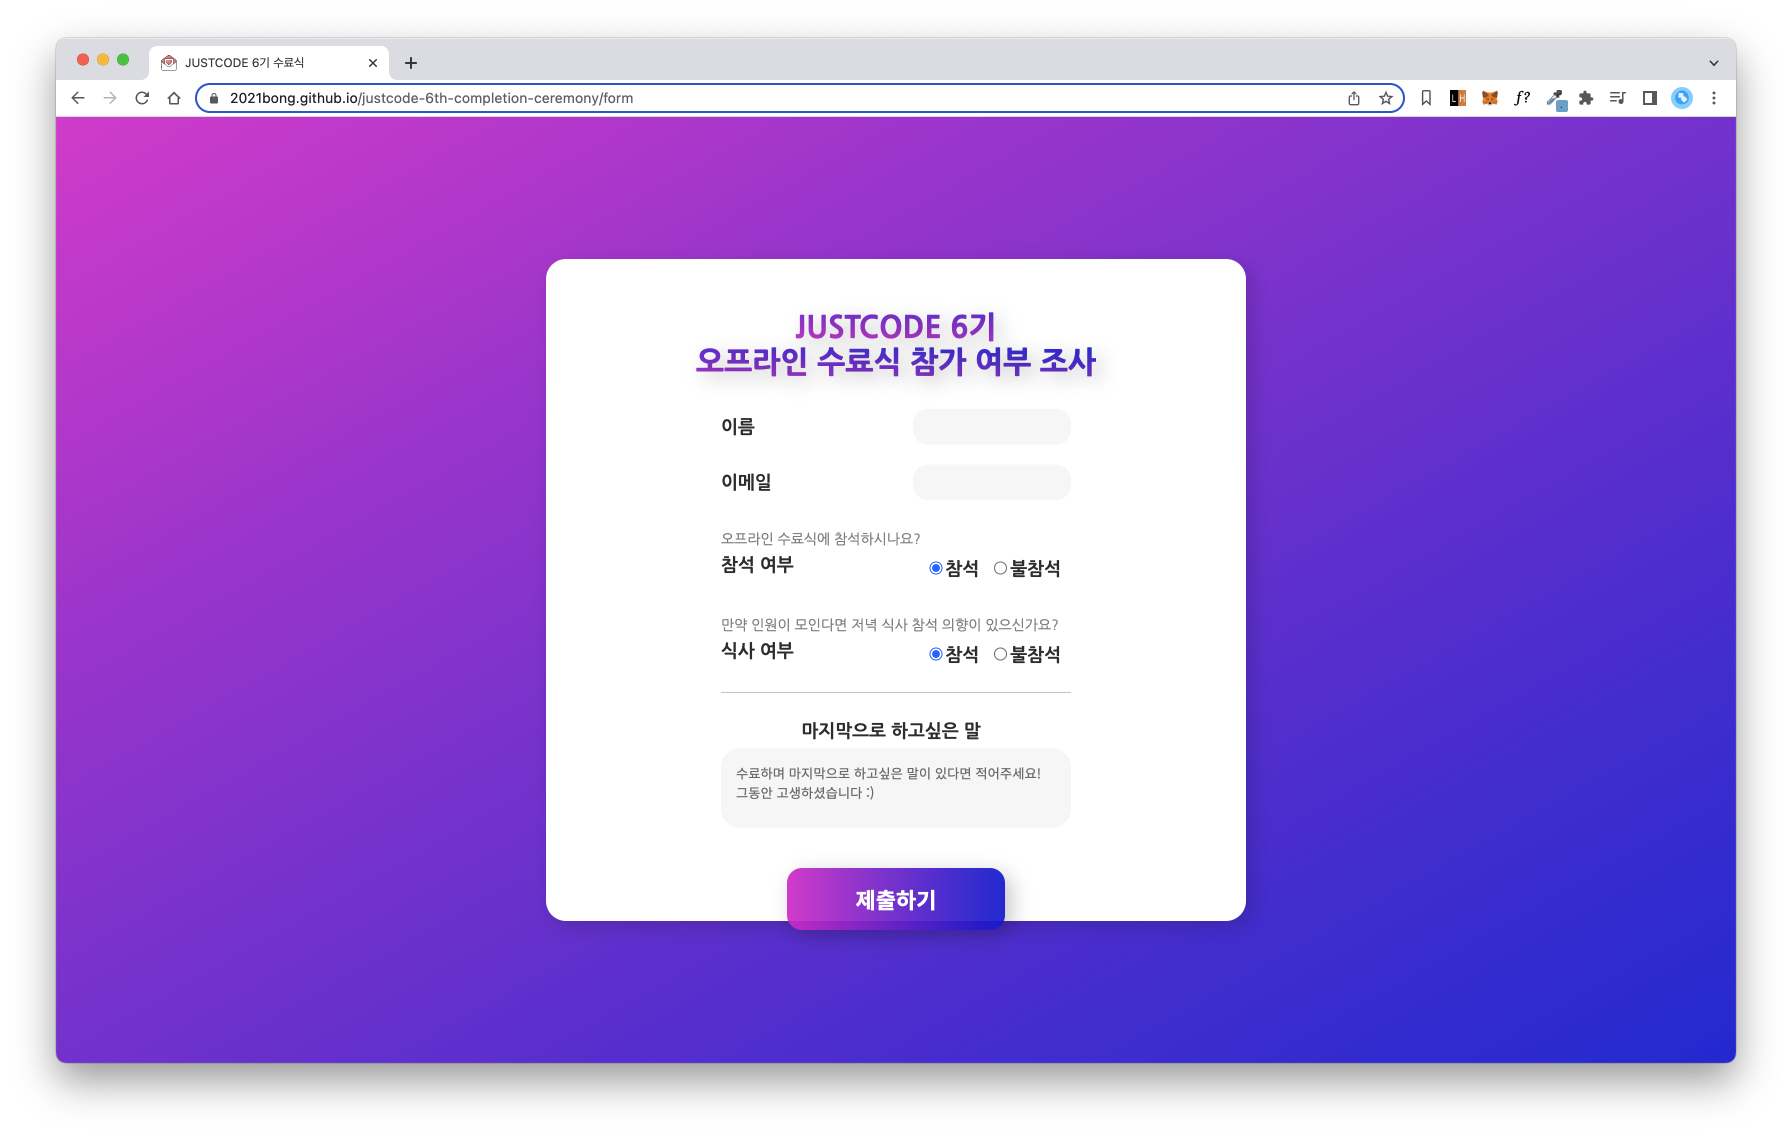 JUSTCODE 6기 수료식
2021bong.github.io/justcode-6th-completion-ceremony/form
L H
f?
JUSTCODE 6기
오프라인 수료식 참가 여부 조사
이름
이메일
오프라인 수료식에 참석하시나요?
참석 여부 참석 불참석
만약 인원이 모인다면 저녁 식사 참석 의향이 있으신가요?
식사 여부 참석 불참석
마지막으로 하고싶은 말
수료하며 마지막으로 하고싶은 말이 있다면 적어주세요!
그동안 고생하셨습니다 :)
제출하기